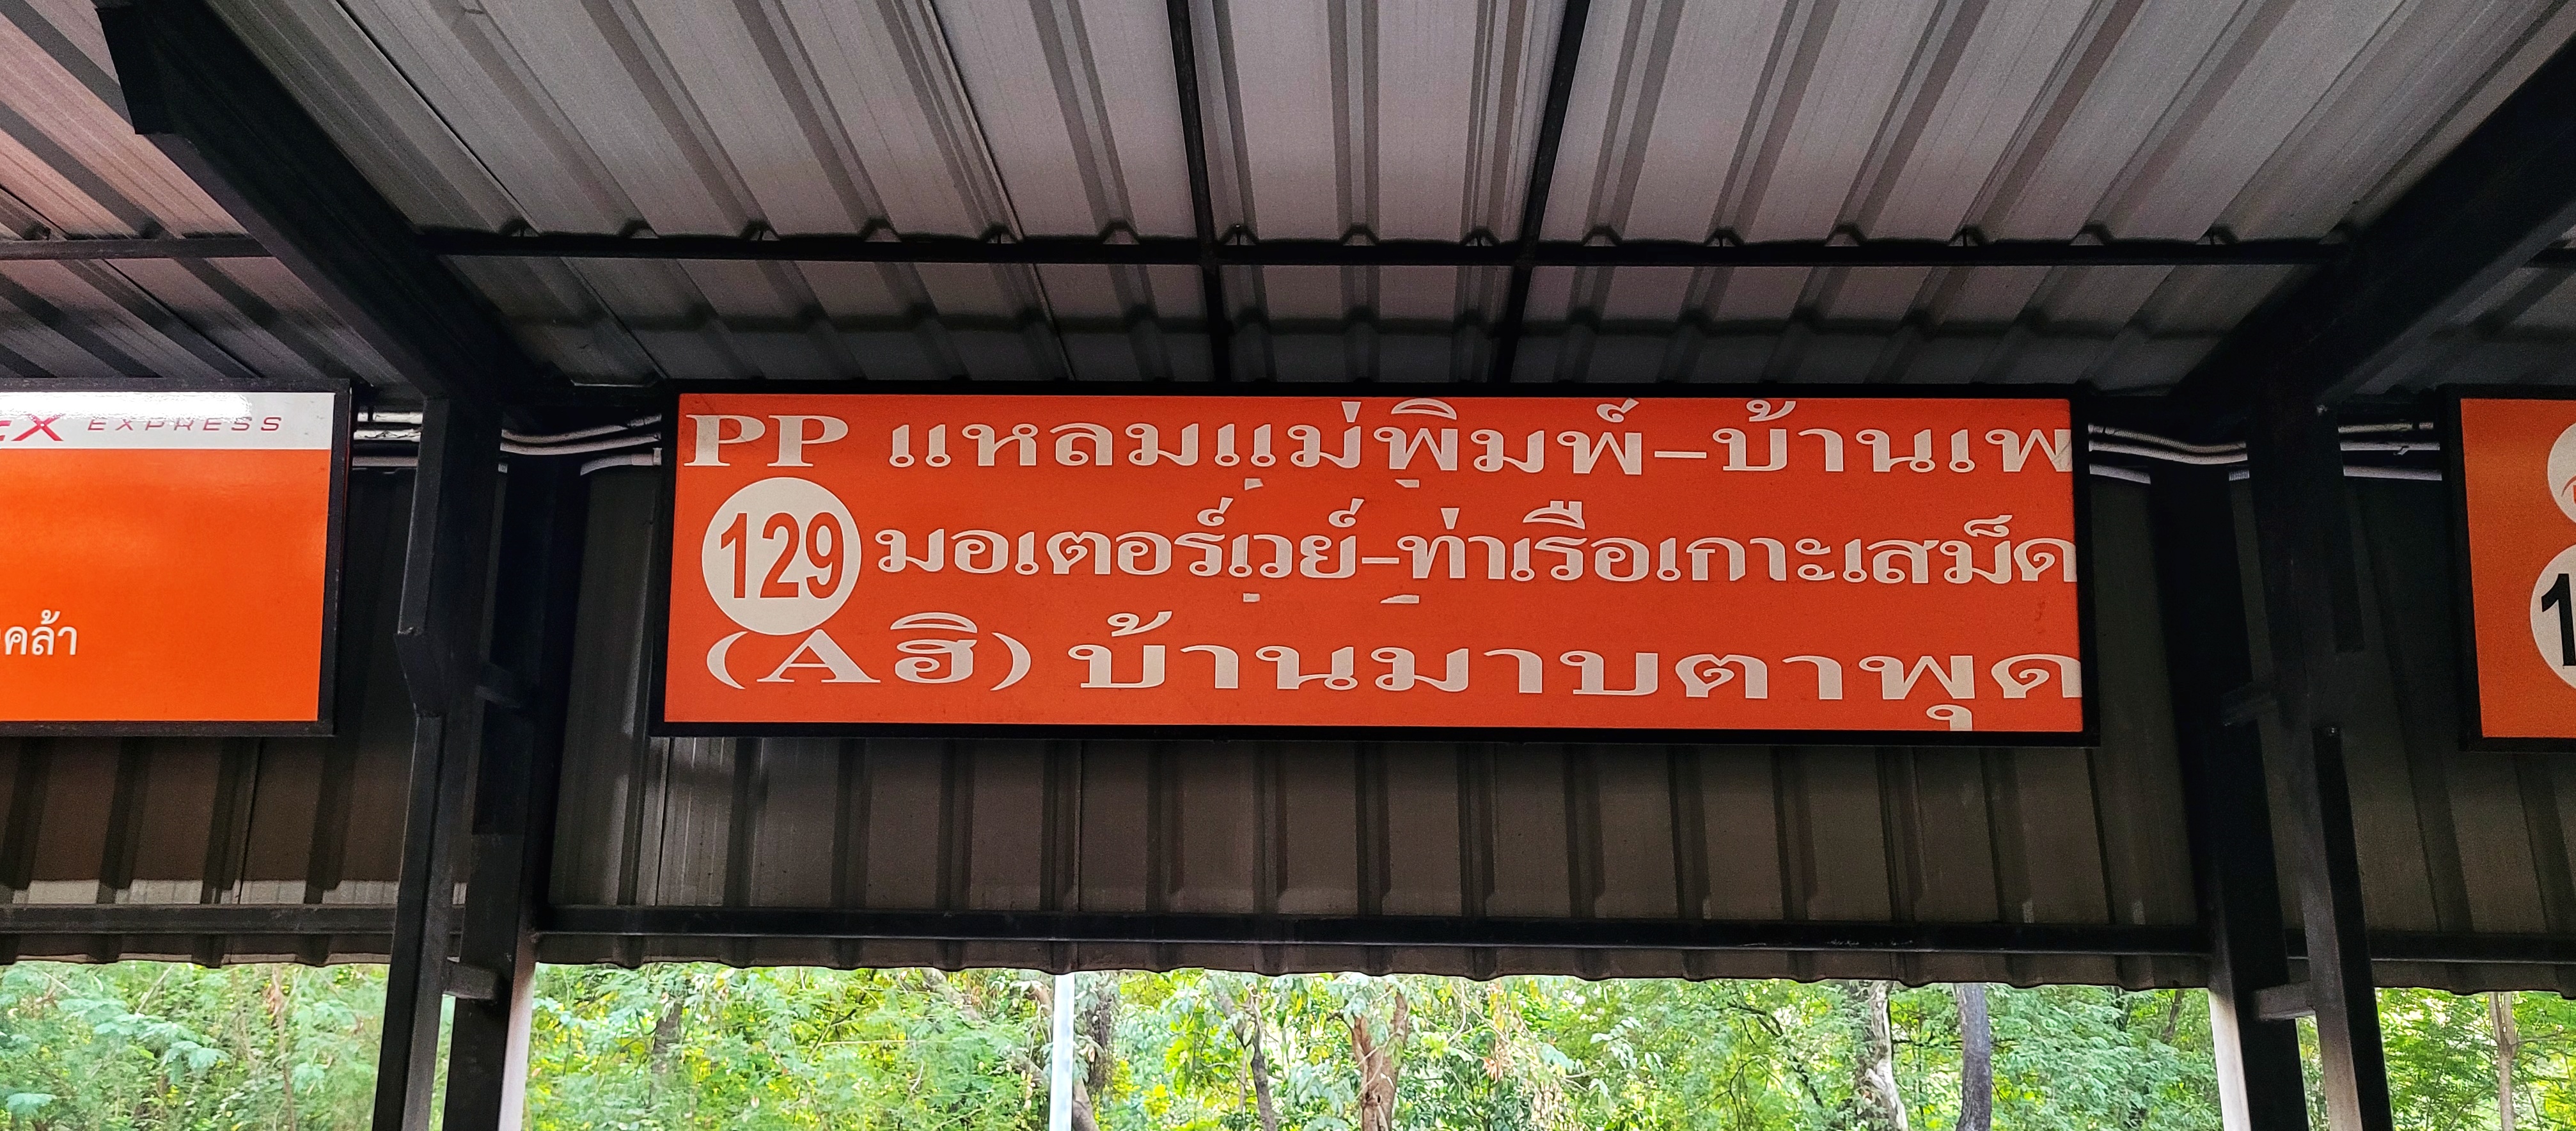 EXPRESS
คล้า
PP แหลมแม่พิมพ์-บ้านเพ
129 มอเตอร์เวย์-ท่าเรือเกาะเสม็ด
(A ฮิ) บ้านมาบตาพุด